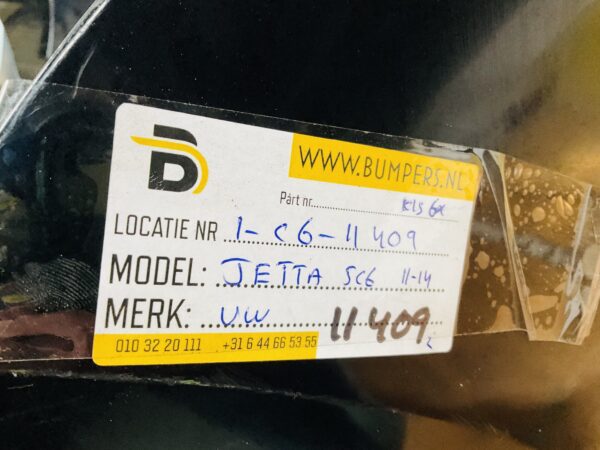 WWW.BUMPERS.NL
Part nr.
LOCATIE NR 1-C6-11409
MODEL: JETTA 5C6 11-14
MERK: VW 11409
010 32 20 111 +31 6 44 66 53 55